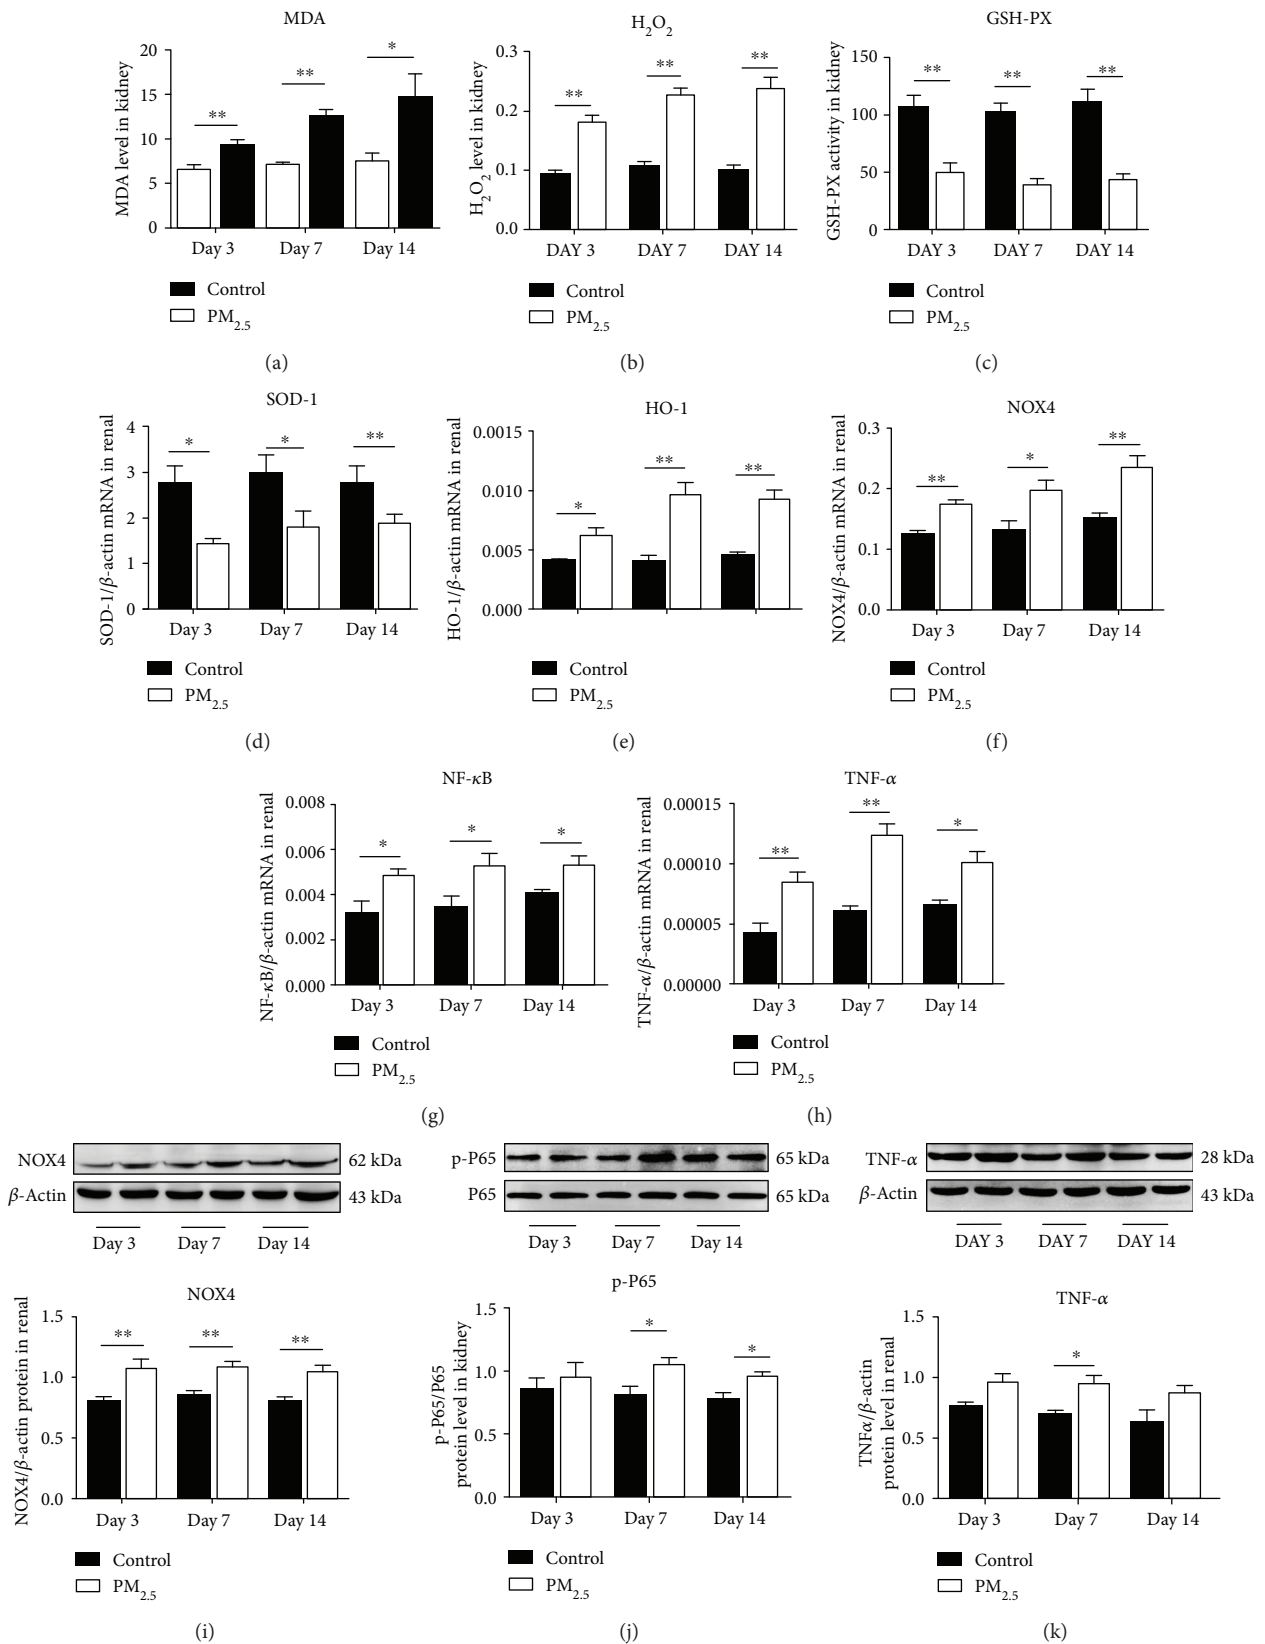 MDA
MDA level in kidney
20
15
10
5
0
**
**
*
Day 3 Day 7 Day 14
Control
PM2.5
(a)
H2O2
H2O2 level in kidney
0.3
0.2
0.1
0.0
**
**
**
DAY 3 DAY 7 DAY 14
Control
PM2.5
(b)
GSH-PX
GSH-PX activity in kidney
150
100
50
0
**
**
**
DAY 3 DAY 7 DAY 14
Control
PM2.5
(c)
SOD-1
SOD-1/β-actin mRNA in renal
4
3
2
1
0
*
*
**
Day 3 Day 7 Day 14
Control
PM2.5
(d)
HO-1
HO-1/β-actin mRNA in renal
0.0015
0.010
0.005
0.000
*
**
**
Control
PM2.5
(e)
NOX4
NOX4/β-actin mRNA in renal
0.3
0.2
0.1
0.0
**
*
**
Day 3 Day 7 Day 14
Control
PM2.5
(f)
NF-κB
NF-κB/β-actin mRNA in renal
0.008
0.006
0.004
0.002
0.000
*
*
*
Day 3 Day 7 Day 14
Control
PM2.5
(g)
TNF-α
TNF-α/β-actin mRNA in renal
0.00015
0.00010
0.00005
0.00000
**
**
*
Day 3 Day 7 Day 14
Control
PM2.5
(h)
NOX4 62 kDa
β-Actin 43 kDa
Day 3 Day 7 Day 14
NOX4
NOX4/β-actin protein in renal
1.5
1.0
0.5
0.0
**
**
**
Day 3 Day 7 Day 14
Control
PM2.5
(i)
p-P65 65 kDa
P65 65 kDa
Day 3 Day 7 Day 14
p-P65
p-P65/P65
protein level in kidney
1.5
1.0
0.5
0.0
*
*
Day 3 Day 7 Day 14
Control
PM2.5
(j)
TNF-α 28 kDa
β-Actin 43 kDa
DAY 3 DAY 7 DAY 14
TNF-α
TNFα/β-actin
protein level in renal
1.5
1.0
0.5
0.0
*
Day 3 Day 7 Day 14
Control
PM2.5
(k)